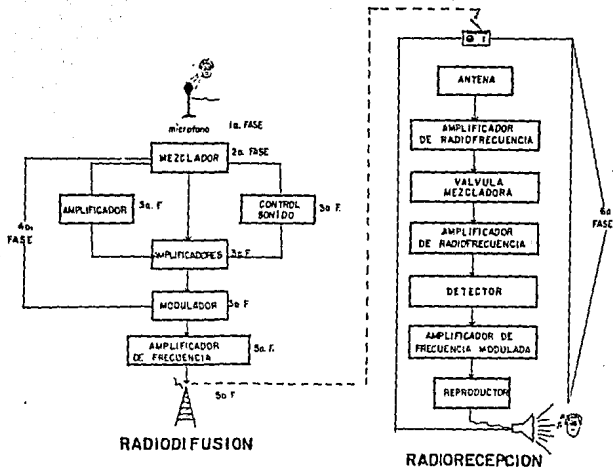 microfono
1a. FASE
MEZCLADOR
2a. FASE
AMPLIFICADOR
3a. F
CONTROL
SONIDO
3a F.
4a.
FASE
AMPLIFICADORES
3a F
MODULADOR
3a F
AMPLIFICADOR
DE FRECUENCIA
5a. F.
5a F
RADIODIFUSION
ANTENA
AMPLIFICADOR
DE RADIOFRECUENCIA
VALVULA
MEZCLADORA
AMPLIFICADOR
DE RADIOFRECUENCIA
DETECTOR
AMPLIFICADOR DE
FRECUENCIA MODULADA
REPRODUCTOR
6a
FASE
RADIORECEPCION